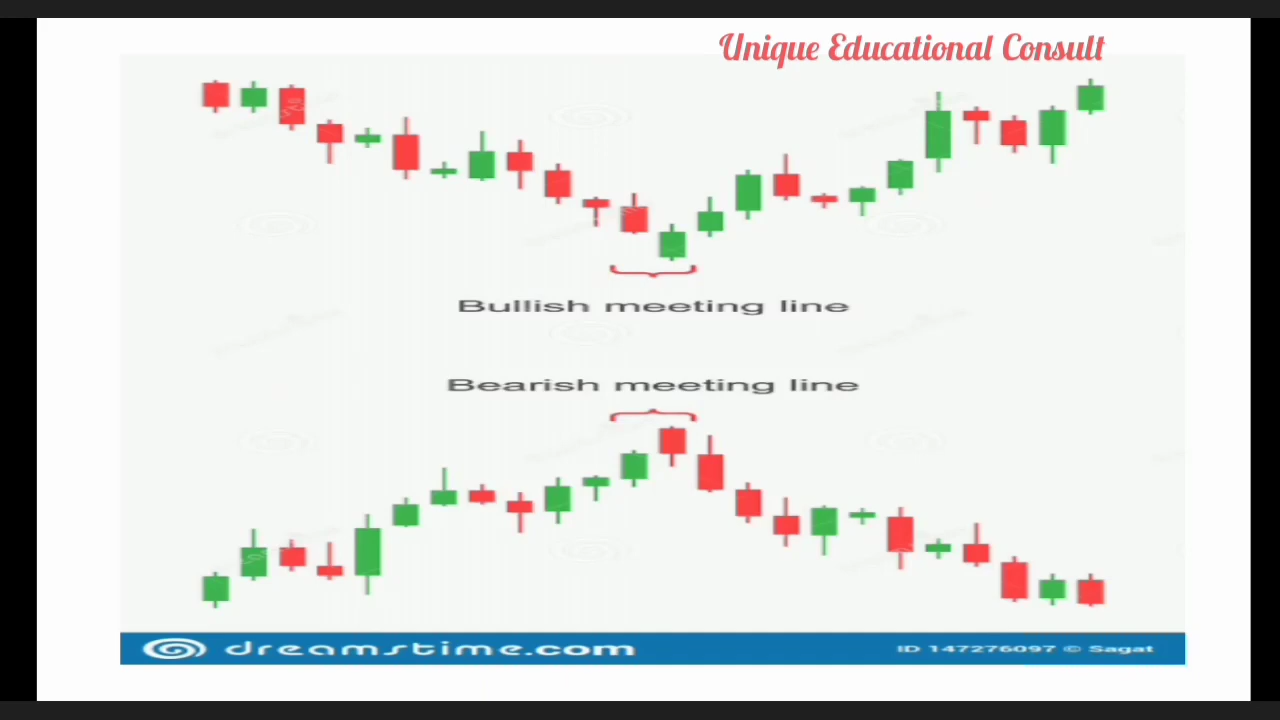 Unique Educational Consult
Bullish meeting line
Bearish meeting line
dreamstime.com
ID 147276097 © Sagat